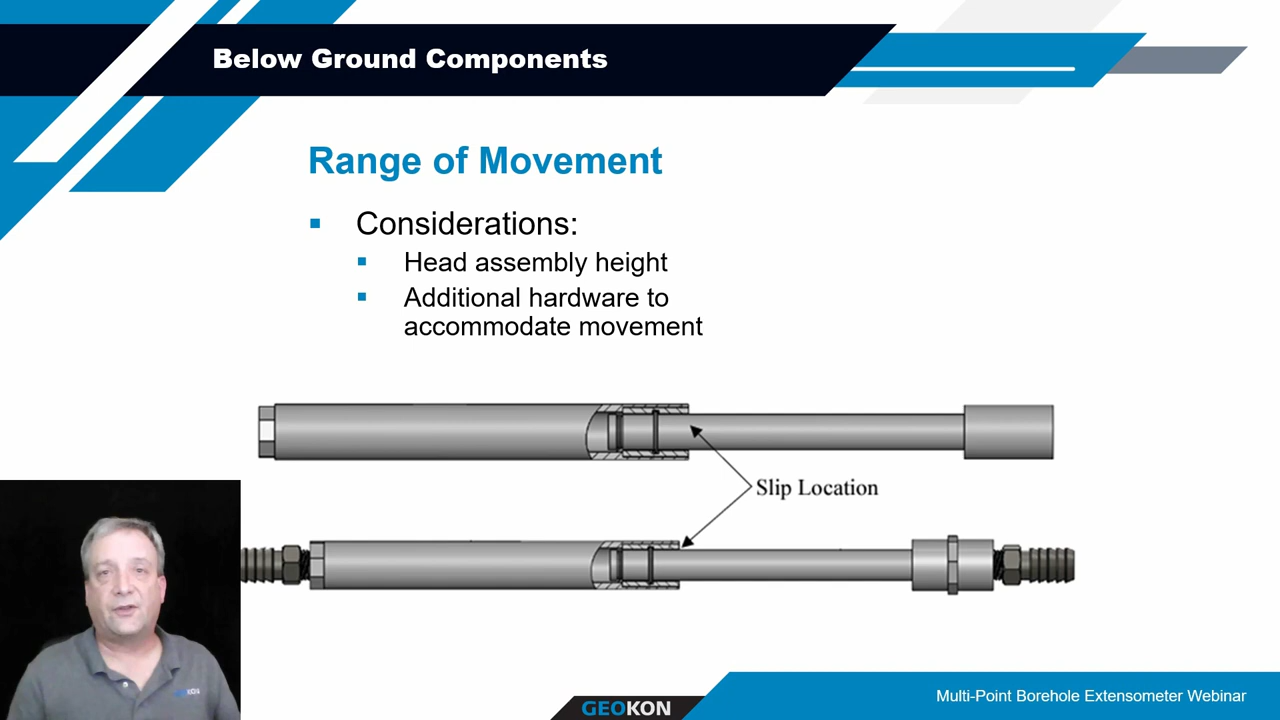 Below Ground Components
Range of Movement
Considerations:
Head assembly height
Additional hardware to
accommodate movement
Slip Location
GEOKON
GEOKON
Multi-Point Borehole Extensometer Webinar